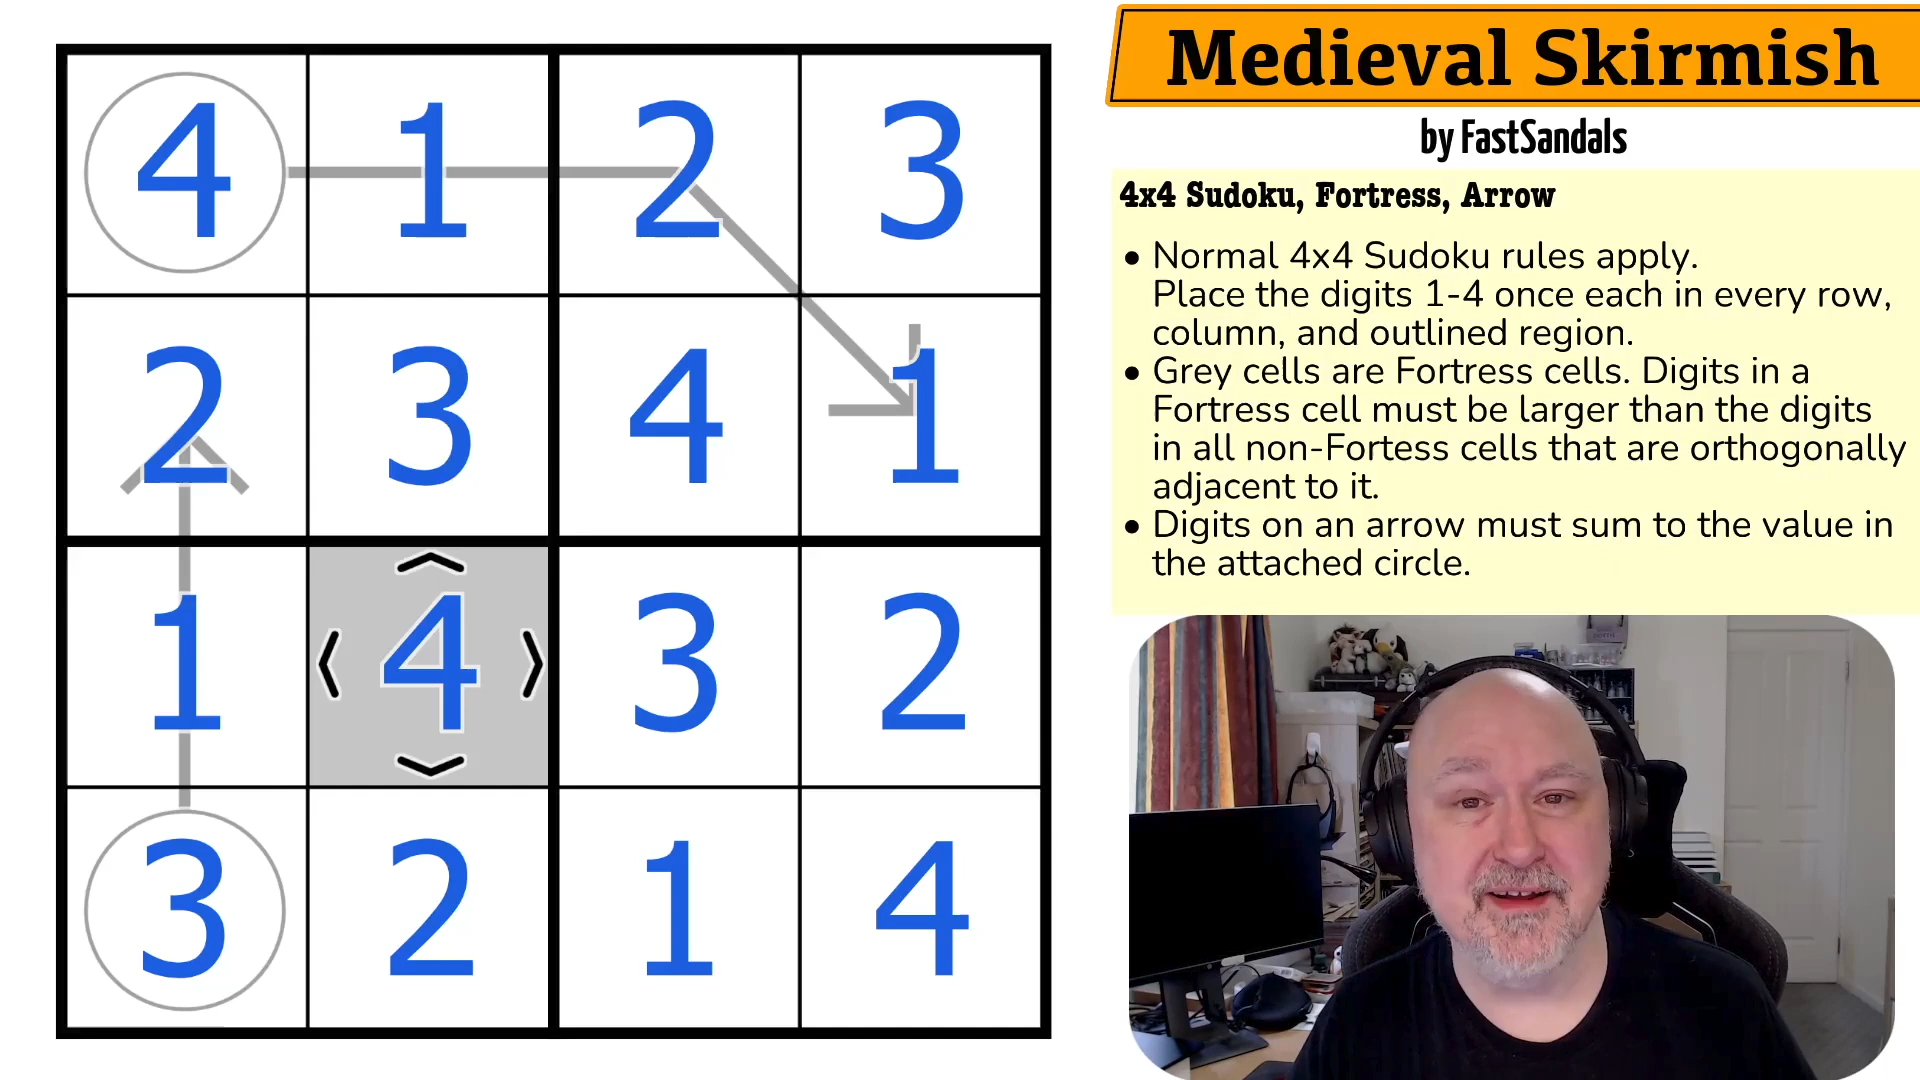 Medieval Skirmish
by FastSandals
4x4 Sudoku, Fortress, Arrow
• Normal 4x4 Sudoku rules apply.
Place the digits 1-4 once each in every row,
column, and outlined region.
• Grey cells are Fortress cells. Digits in a
Fortress cell must be larger than the digits
in all non-Fortess cells that are orthogonally
adjacent to it.
• Digits on an arrow must sum to the value in
the attached circle.
4 1 2 3
2 3 4 1
1 4 3 2
3 2 1 4